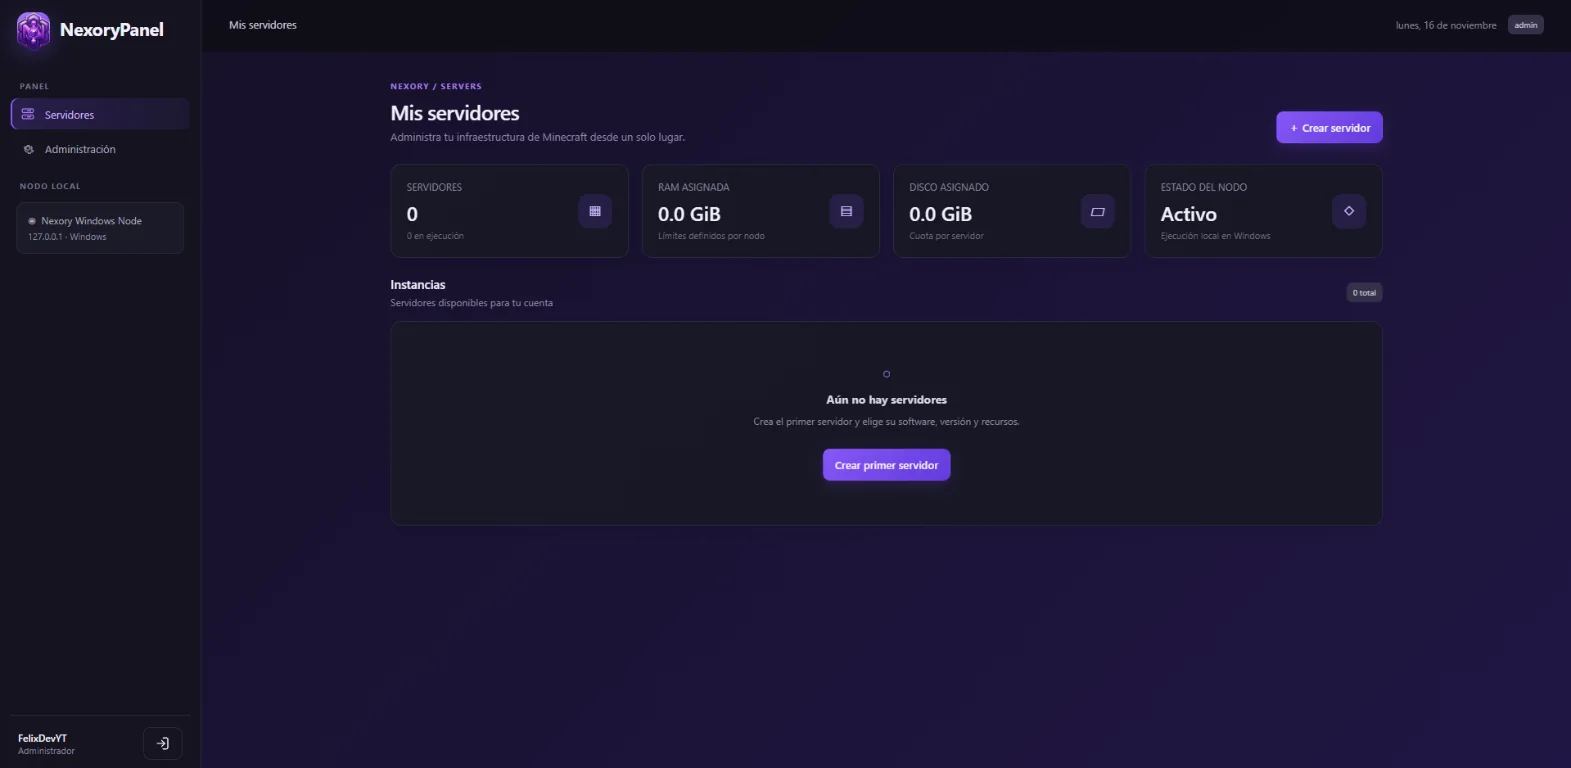 NexoryPanel
PANEL
Servidores
Administración
NODO LOCAL
Nexory Windows Node
127.0.0.1 · Windows
FelixDevYT
Administrador
Mis servidores
lunes, 16 de noviembre
admin
NEXORY / SERVERS
Mis servidores
Administra tu infraestructura de Minecraft desde un solo lugar.
+ Crear servidor
SERVIDORES
0
0 en ejecución
RAM ASIGNADA
0.0 GiB
Límites definidos por nodo
DISCO ASIGNADO
0.0 GiB
Cuota por servidor
ESTADO DEL NODO
Activo
Ejecución local en Windows
Instancias
Servidores disponibles para tu cuenta
0 total
Aún no hay servidores
Crea el primer servidor y elige su software, versión y recursos.
Crear primer servidor